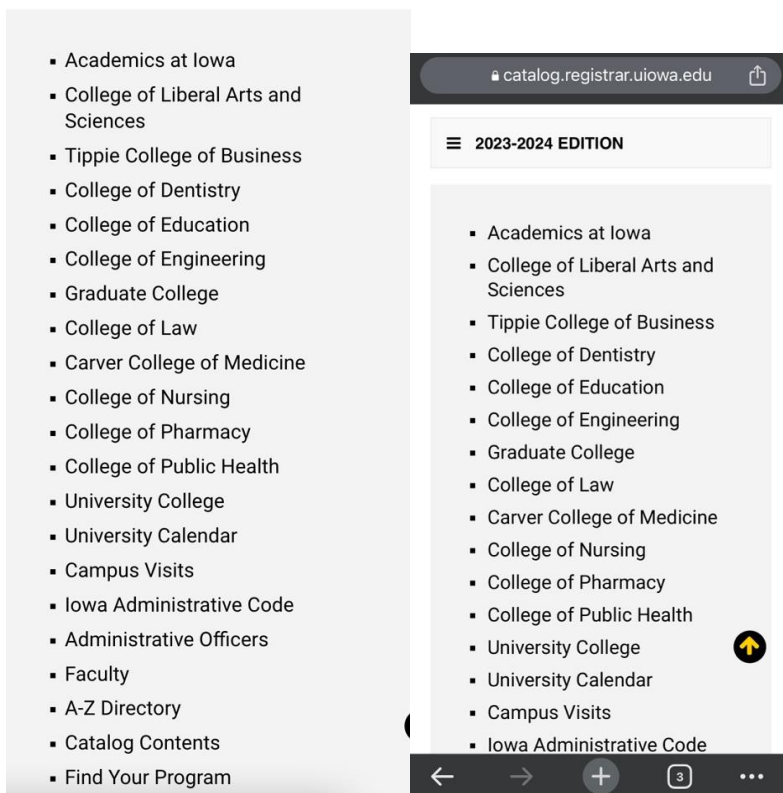 Academics at Iowa
College of Liberal Arts and
Sciences
Tippie College of Business
College of Dentistry
College of Education
College of Engineering
Graduate College
College of Law
Carver College of Medicine
College of Nursing
College of Pharmacy
College of Public Health
University College
University Calendar
Campus Visits
Iowa Administrative Code
Administrative Officers
Faculty
A-Z Directory
Catalog Contents
Find Your Program
catalog.registrar.uiowa.edu
2023-2024 EDITION
Academics at Iowa
College of Liberal Arts and
Sciences
Tippie College of Business
College of Dentistry
College of Education
College of Engineering
Graduate College
College of Law
Carver College of Medicine
College of Nursing
College of Pharmacy
College of Public Health
University College
University Calendar
Campus Visits
Iowa Administrative Code
3